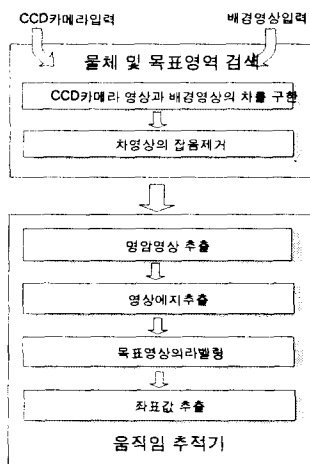 CCD카메라입력
배경영상입력
물체 및 목표영역 검색
CCD카메라 영상과 배경영상의 차를 구한
차영상의 잡음제거
명암영상 추출
영상에지추출
목표영상의라벨링
좌표값 추출
움직임 추적기